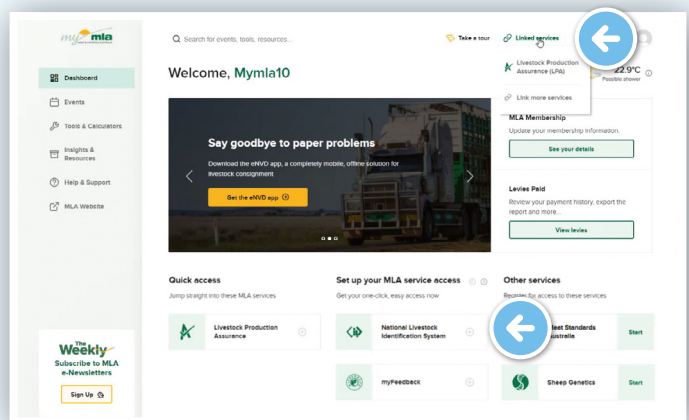 my mla
Search for events, tools, resources...
Take a tour
Linked services
Livestock Production
Assurance (LPA)
Link more services
22.9°C
Possible shower
Dashboard
Events
Tools & Calculators
Insights &
Resources
Help & Support
MLA Website
Welcome, Mymla10
Say goodbye to paper problems
Download the eNVD app, a completely mobile, offline solution for
livestock consignment
Get the eNVD app
MLA Membership
Update your membership information.
See your details
Levies Paid
Review your payment history, export the
report and more...
View levies
Quick access
Jump straight into these MLA services
Livestock Production
Assurance
Set up your MLA service access
Get your one-click, easy access now
National Livestock
Identification System
myFeedback
Other services
Register for access to these services
Meat Standards
Australia
Start
Sheep Genetics
Start
The
Weekly
Subscribe to MLA
e-Newsletters
Sign Up